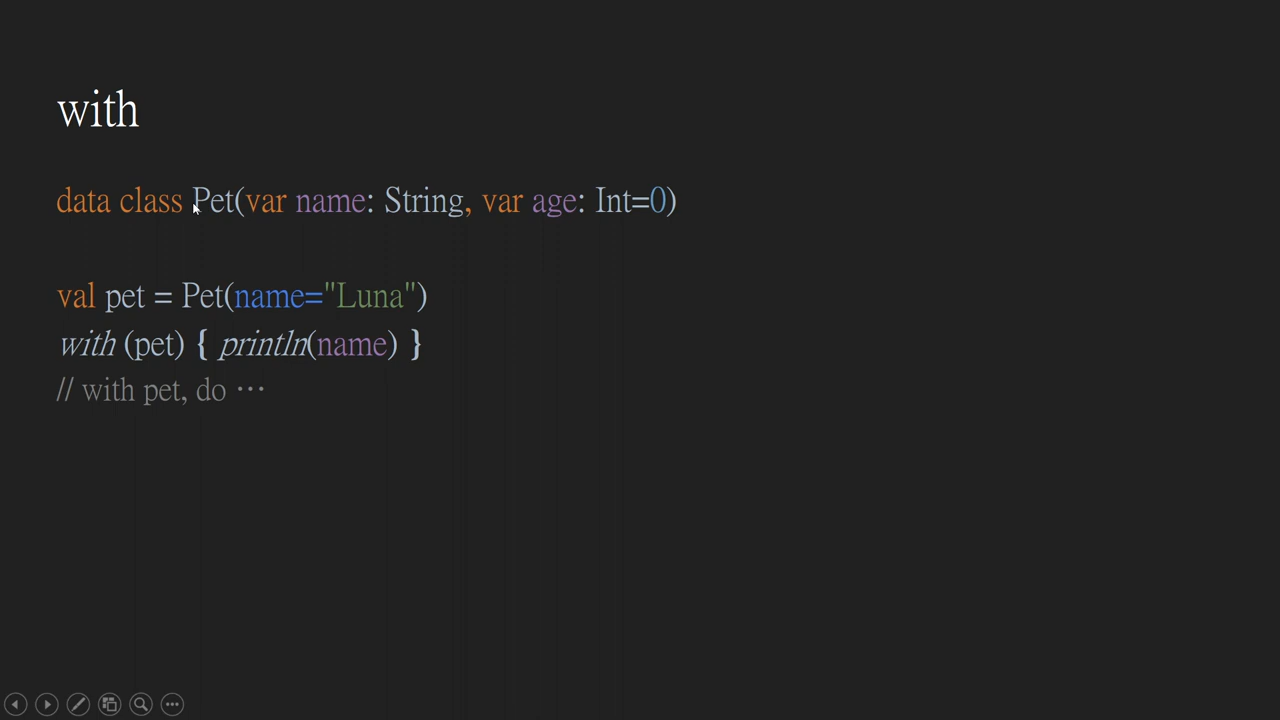 with
data class Pet(var name: String, var age: Int=0)
val pet = Pet(name="Luna")
with (pet) { println(name) }
// with pet, do ⋯